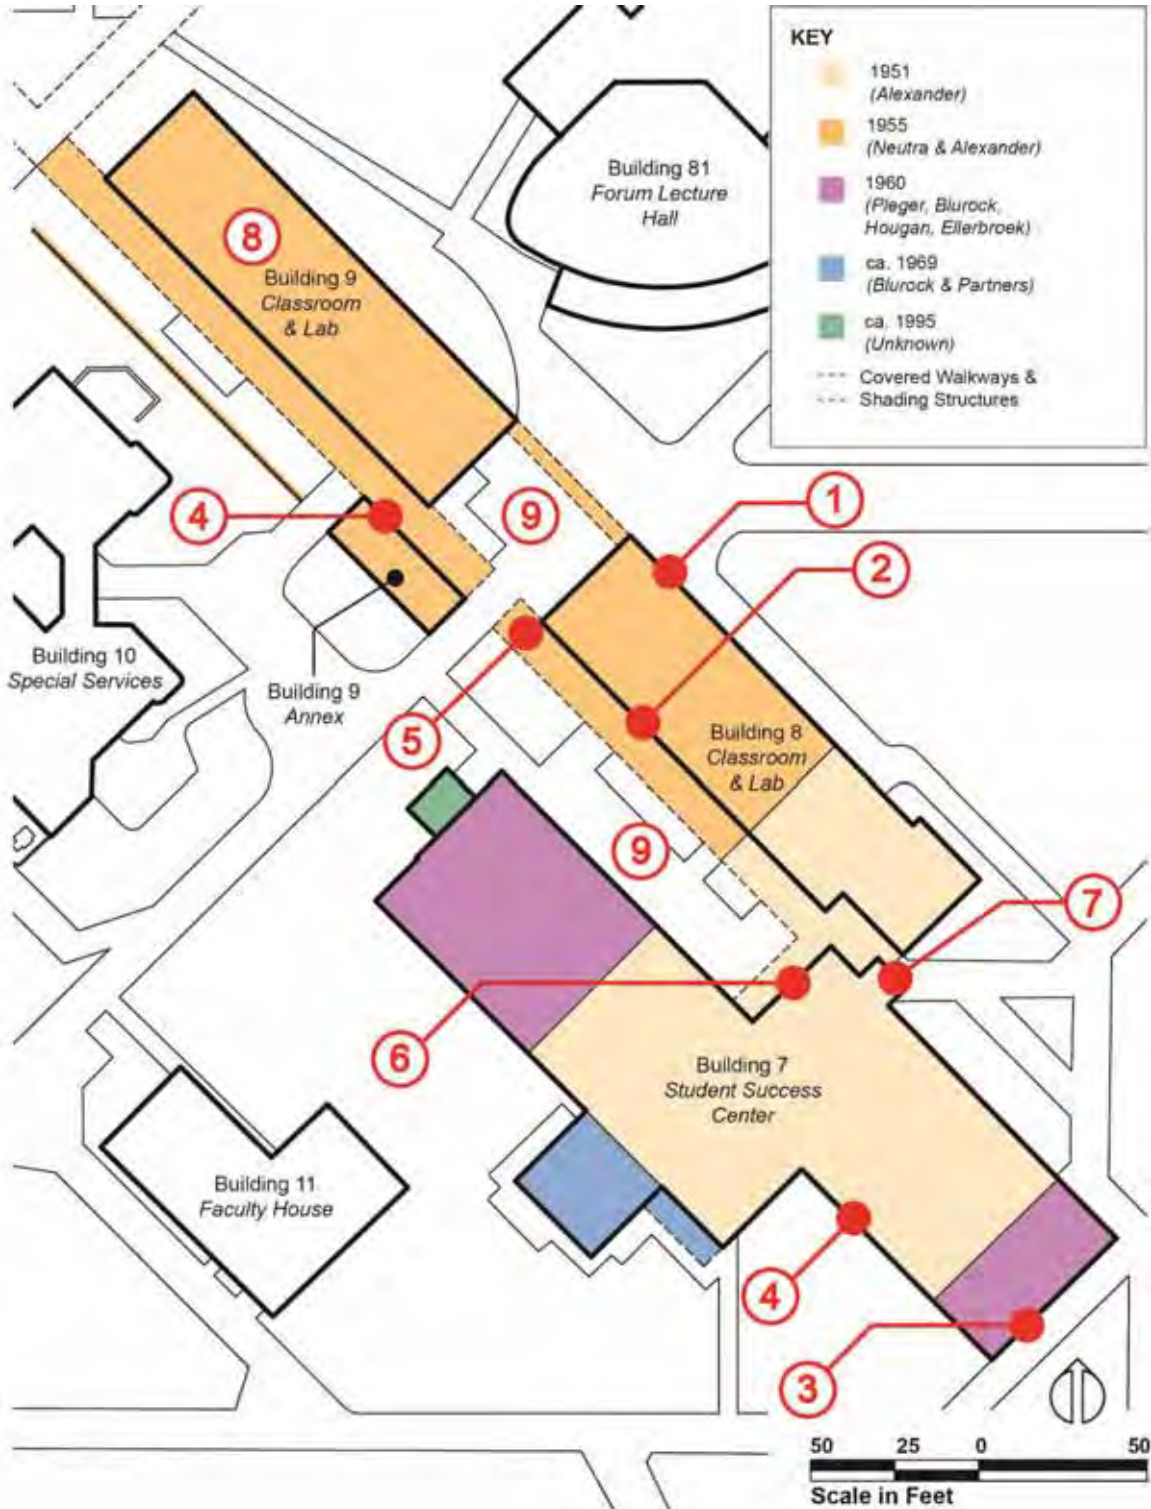 KEY
1951
(Alexander)
1955
(Neutra & Alexander)
1960
(Pleger, Blurock,
Hougan, Ellerbroek)
ca. 1969
(Blurock & Partners)
ca. 1995
(Unknown)
Covered Walkways &
Shading Structures
Building 81
Forum Lecture
Hall
8
Building 9
Classroom
& Lab
4
9
1
2
Building 10
Special Services
Building 9
Annex
5
Building 8
Classroom
& Lab
9
7
6
Building 7
Student Success
Center
Building 11
Faculty House
4
3
50 25 0 50
Scale in Feet